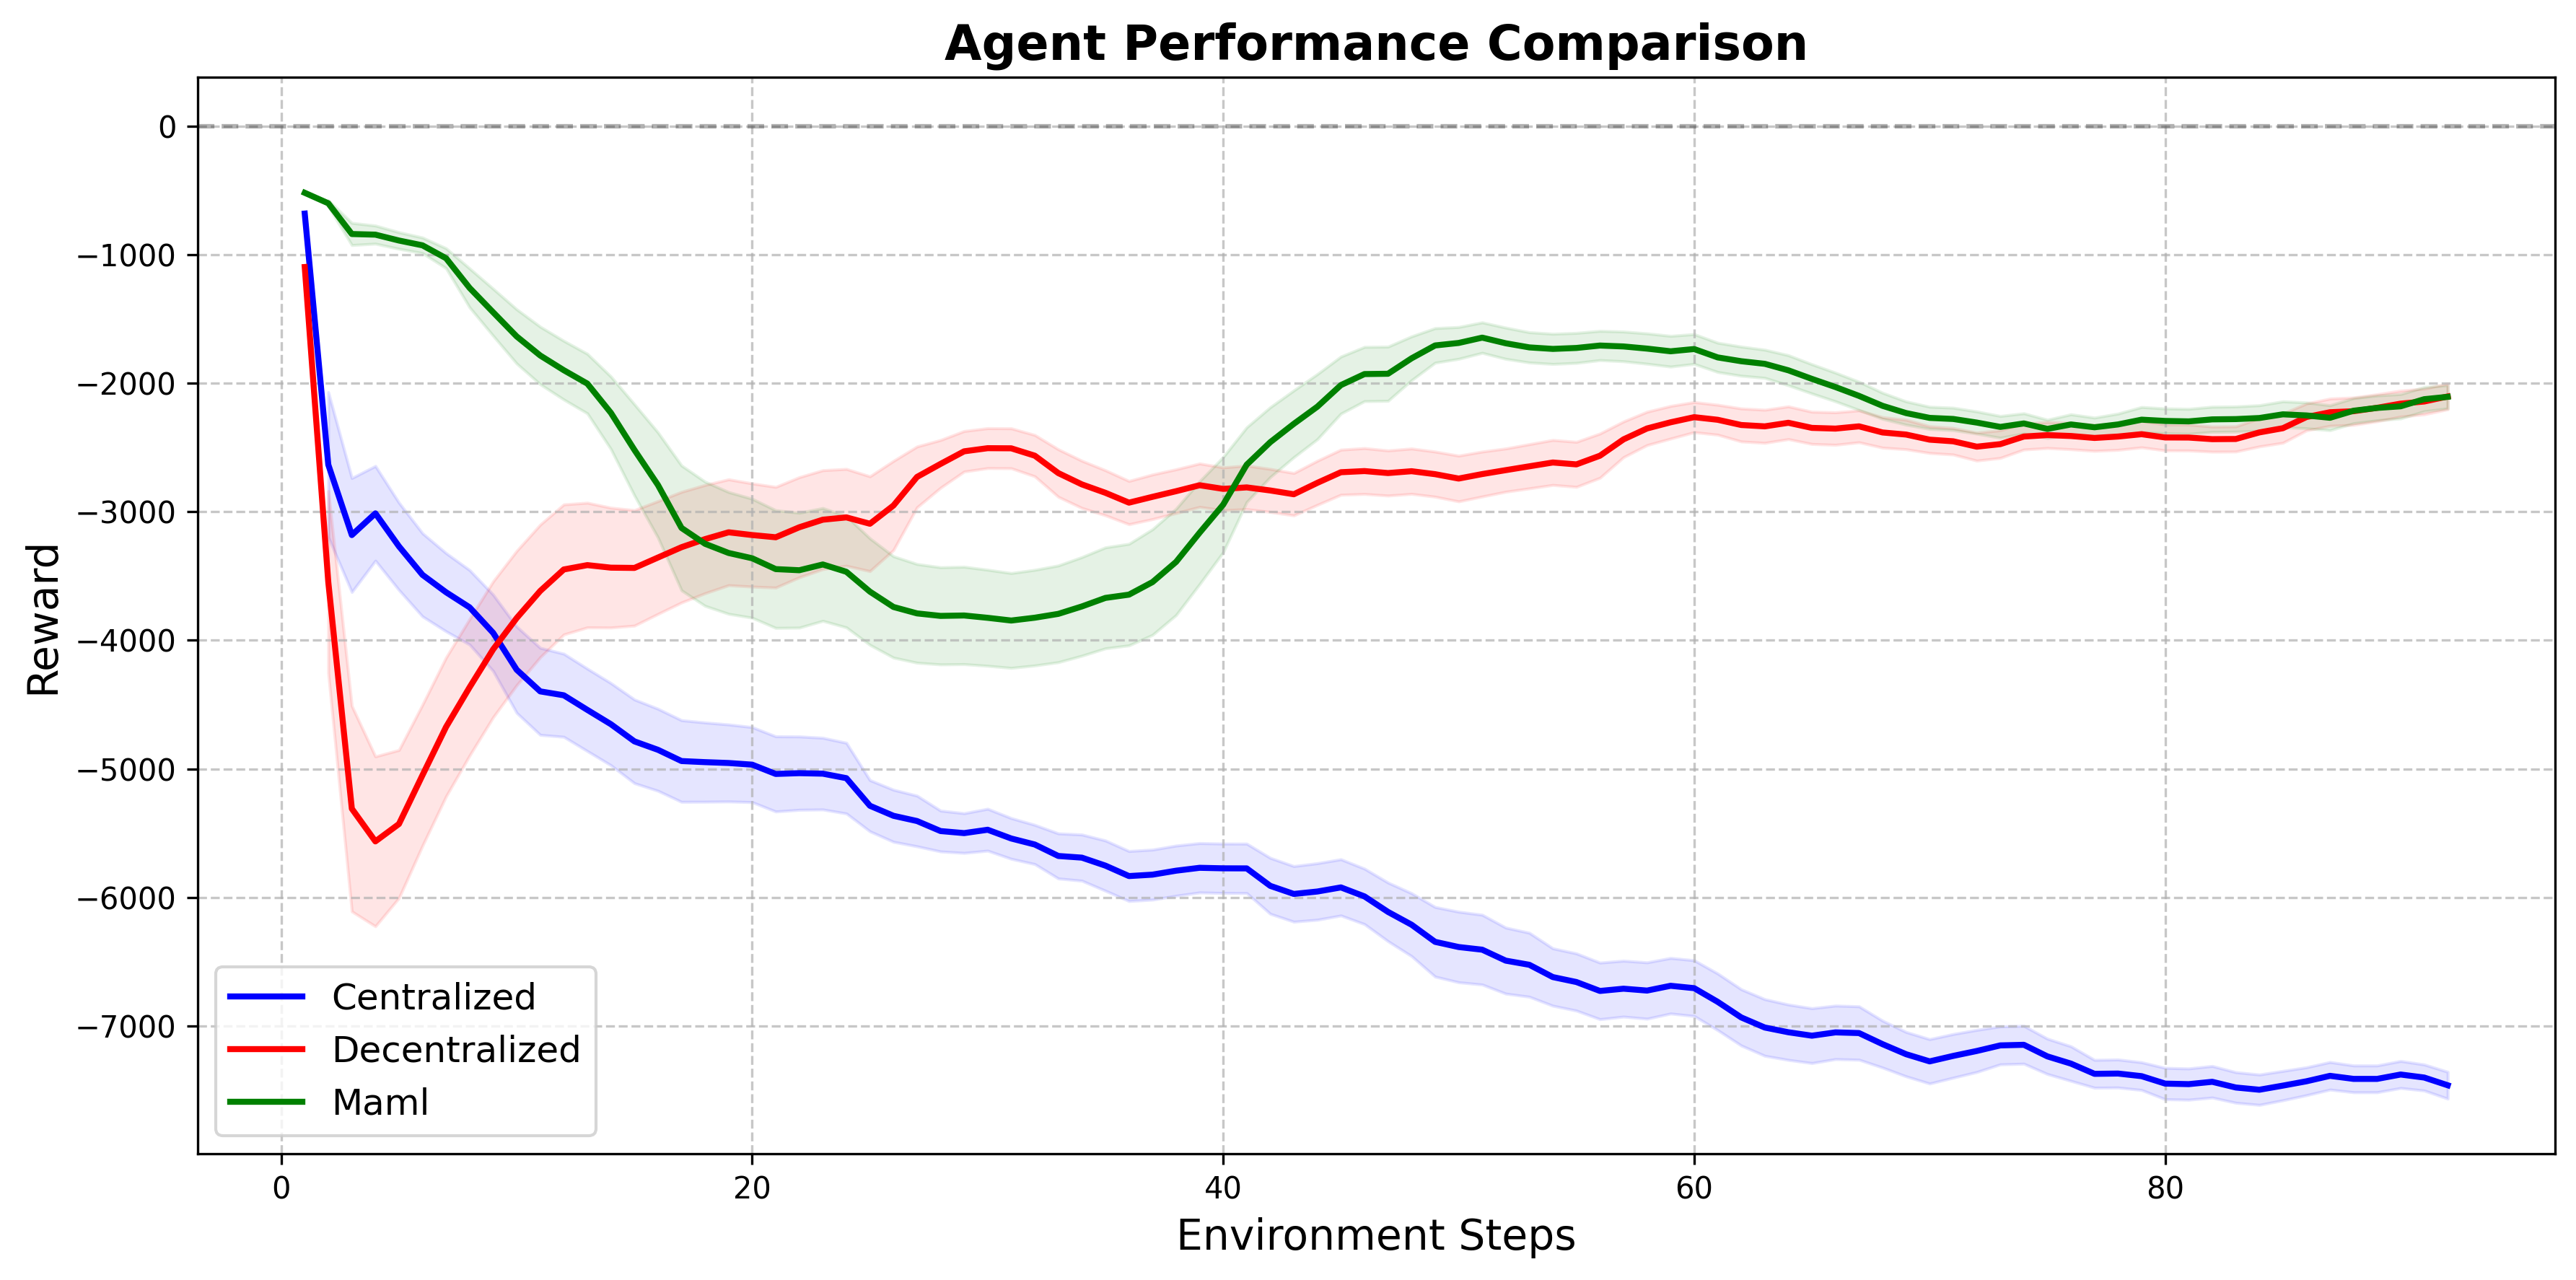 Agent Performance Comparison
Reward
0
−1000
−2000
−3000
−4000
−5000
−6000
−7000
Centralized
Decentralized
Maml
0 20 40 60 80
Environment Steps